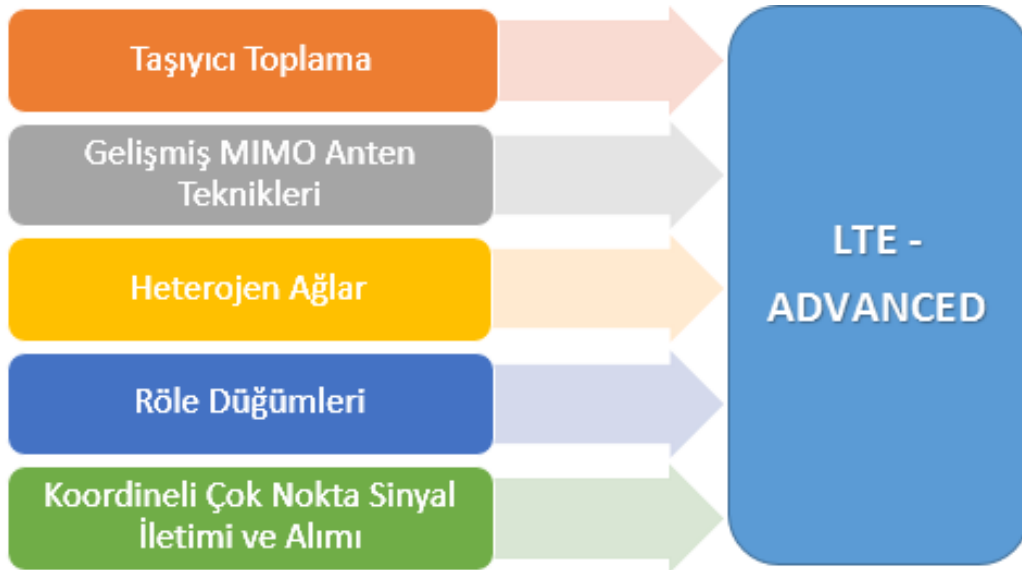 Taşıyıcı Toplama
Gelişmiş MIMO Anten
Teknikleri
Heterojen Ağlar
Röle Düğümleri
Koordineli Çok Nokta Sinyal
İletimi ve Alımı
LTE -
ADVANCED